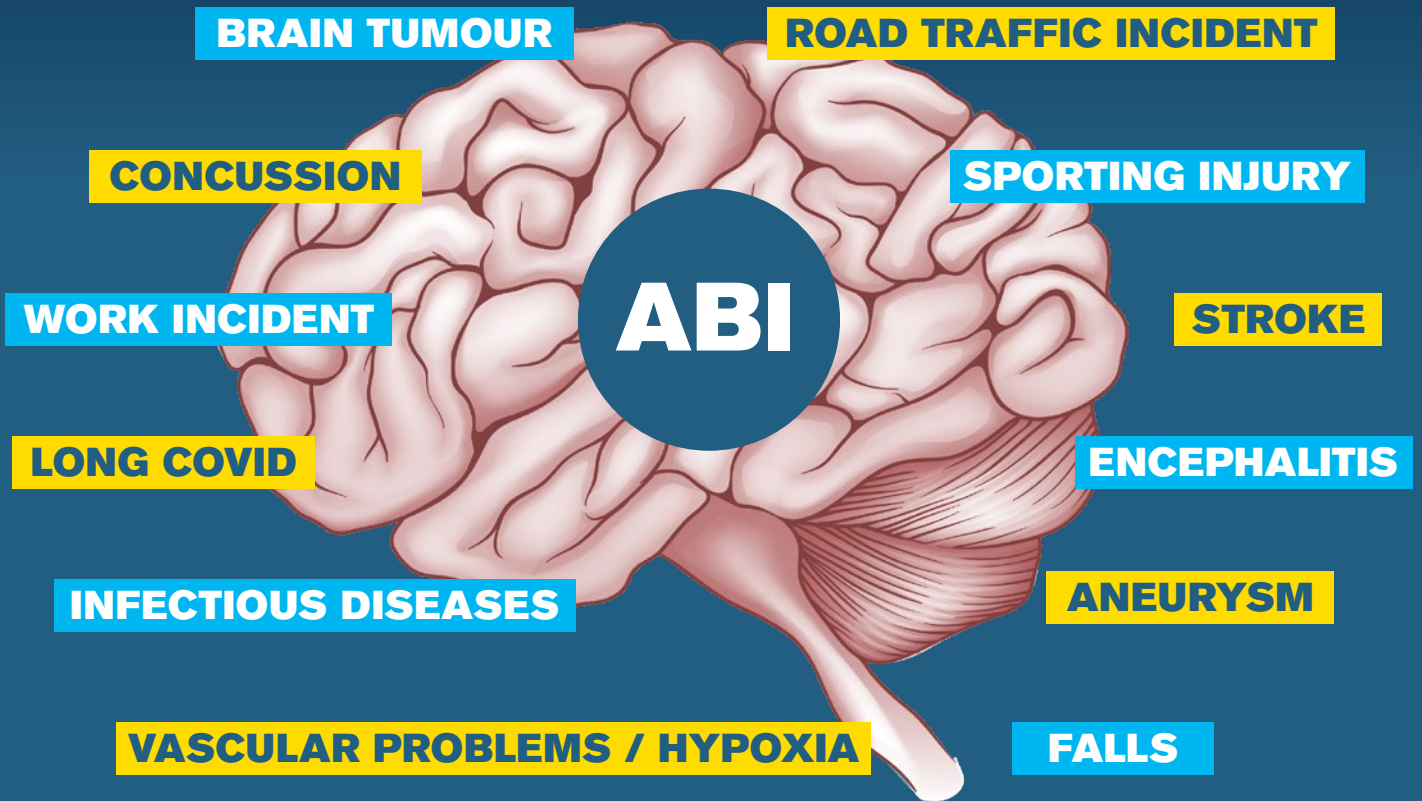 BRAIN TUMOUR
ROAD TRAFFIC INCIDENT
CONCUSSION
SPORTING INJURY
ABI
WORK INCIDENT
STROKE
LONG COVID
ENCEPHALITIS
INFECTIOUS DISEASES
ANEURYSM
VASCULAR PROBLEMS / HYPOXIA
FALLS